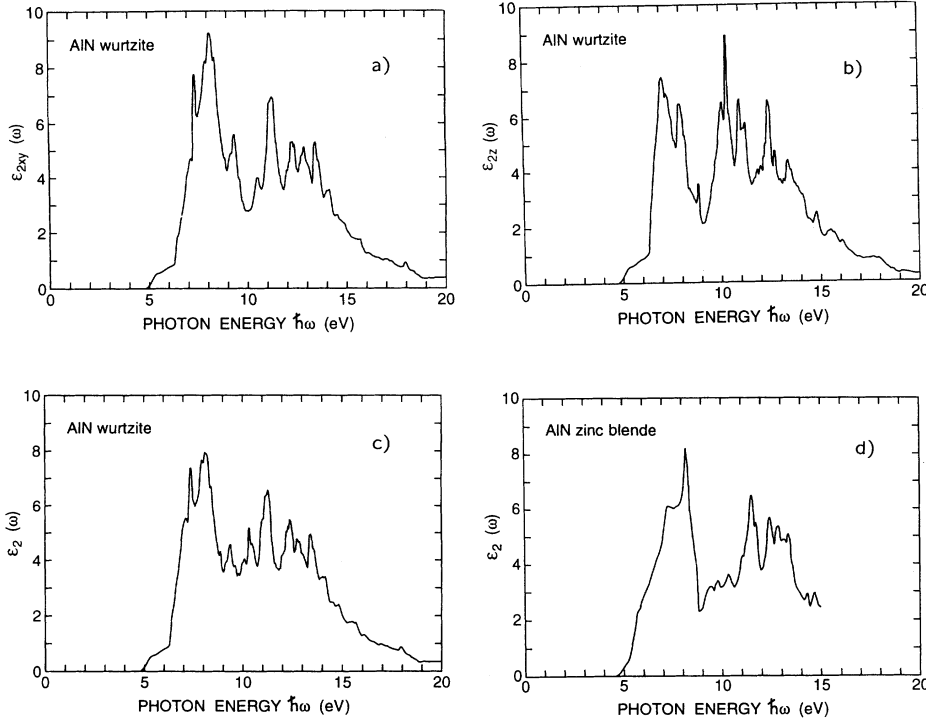 10
8
6
4
2
0
ε2xy (ω)
AlN wurtzite
a)
0
5
10
15
20
PHOTON ENERGY ħω (eV)
10
8
6
4
2
0
ε2z (ω)
AlN wurtzite
b)
0
5
10
15
20
PHOTON ENERGY ħω (eV)
10
8
6
4
2
0
ε2 (ω)
AlN wurtzite
c)
0
5
10
15
20
PHOTON ENERGY ħω (eV)
10
8
6
4
2
0
ε2 (ω)
AlN zinc blende
d)
0
5
10
15
20
PHOTON ENERGY ħω (eV)